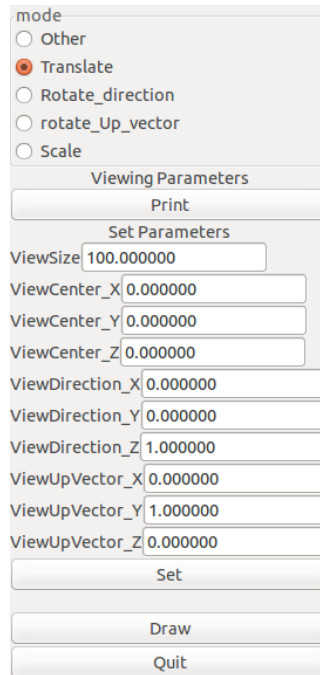 mode
Other
Translate
Rotate_direction
rotate_Up_vector
Scale
Viewing Parameters
Print
Set Parameters
ViewSize 100.000000
ViewCenter_X 0.000000
ViewCenter_Y 0.000000
ViewCenter_Z 0.000000
ViewDirection_X 0.000000
ViewDirection_Y 0.000000
ViewDirection_Z 1.000000
ViewUpVector_X 0.000000
ViewUpVector_Y 1.000000
ViewUpVector_Z 0.000000
Set
Draw
Quit